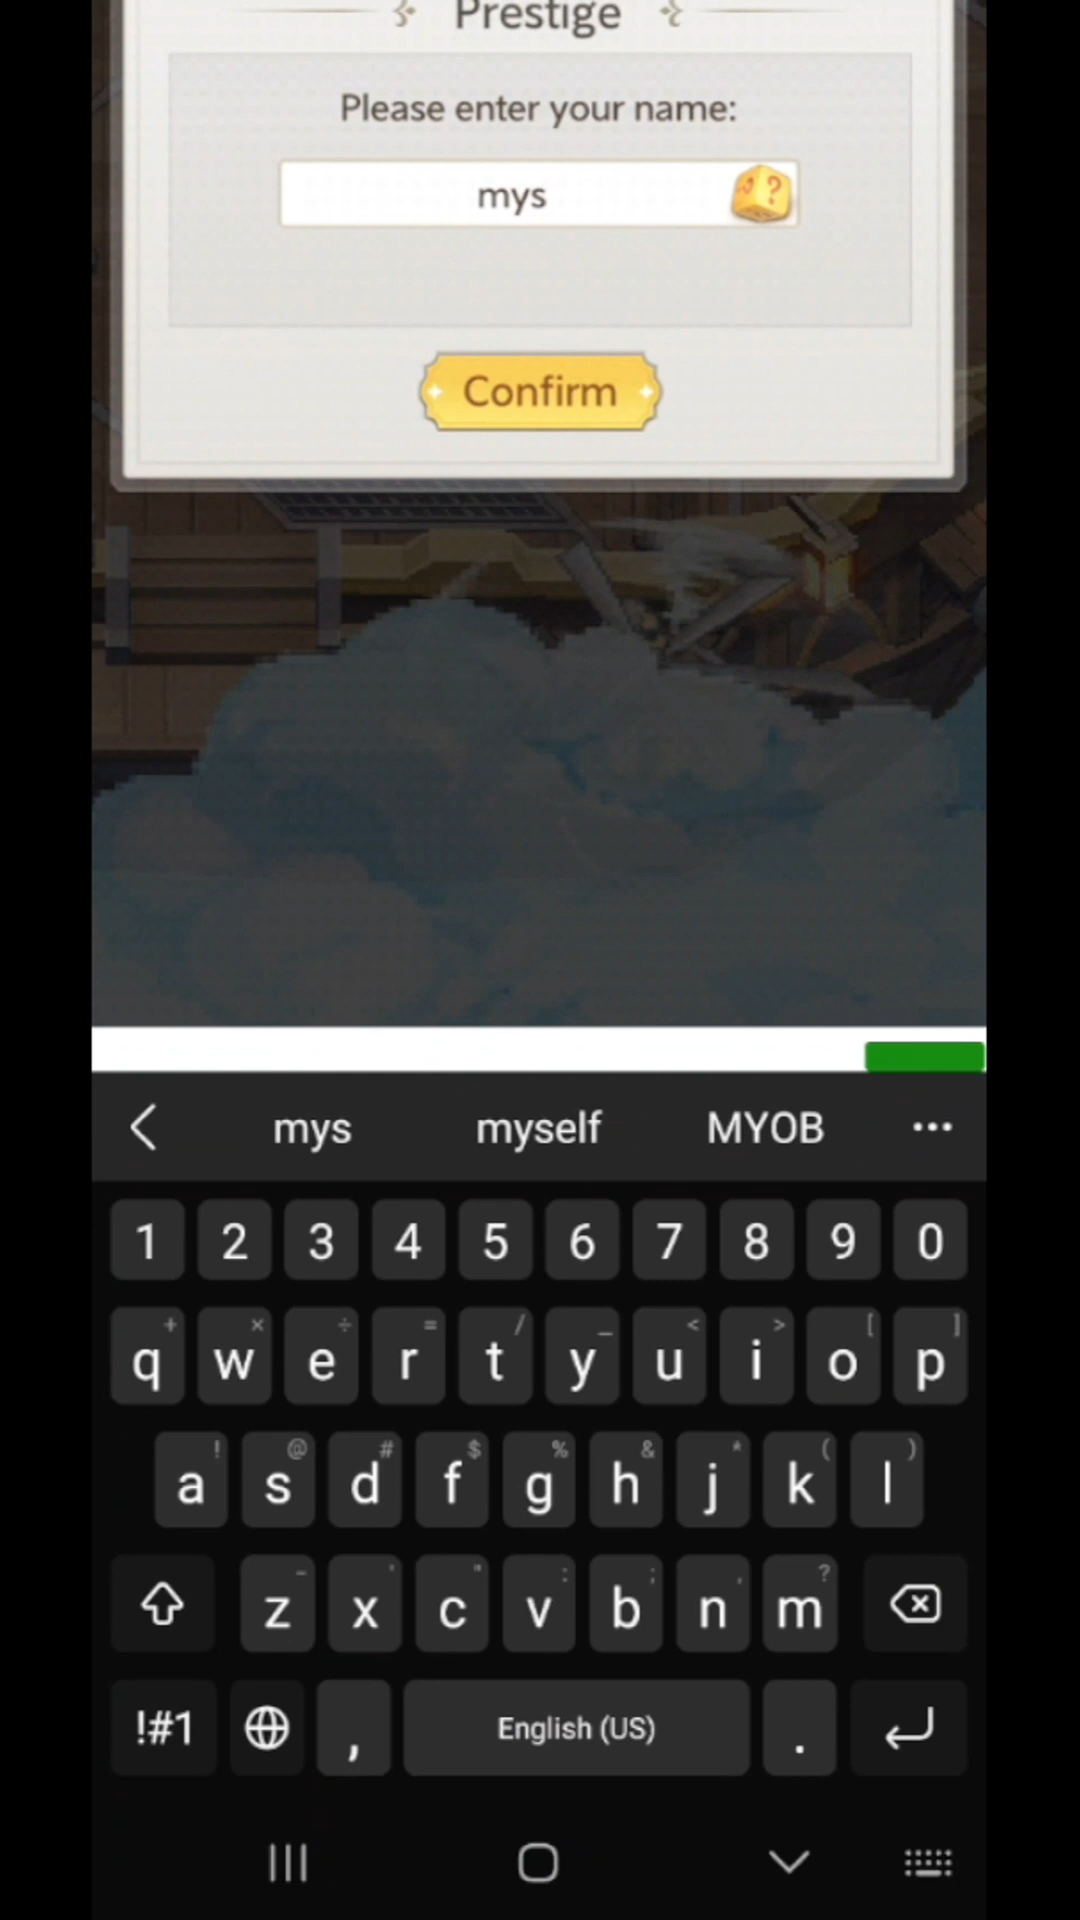 Prestige
Please enter your name:
mys
?
Confirm
mys myself MYOB ...
1 2 3 4 5 6 7 8 9 0
+ × ÷ = / _ < > [ ]
q w e r t y u i o p
! @ # $ % & * ( )
a s d f g h j k l
- ' " : ; , ?
z x c v b n m
!#1 , English (US) .